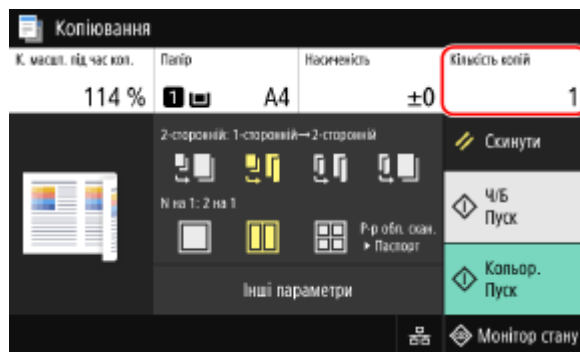 Копіювання
К. масшт. під час коп.
114 %
Папір
1 A4
Насиченість
±0
Кількість копій
1
2-сторонній: 1-сторонній→2-сторонній
N на 1: 2 на 1
Р-р обл. скан.
▸ Паспорт
Інші параметри
Скинути
Ч/Б
Пуск
Кольор.
Пуск
Монітор стану